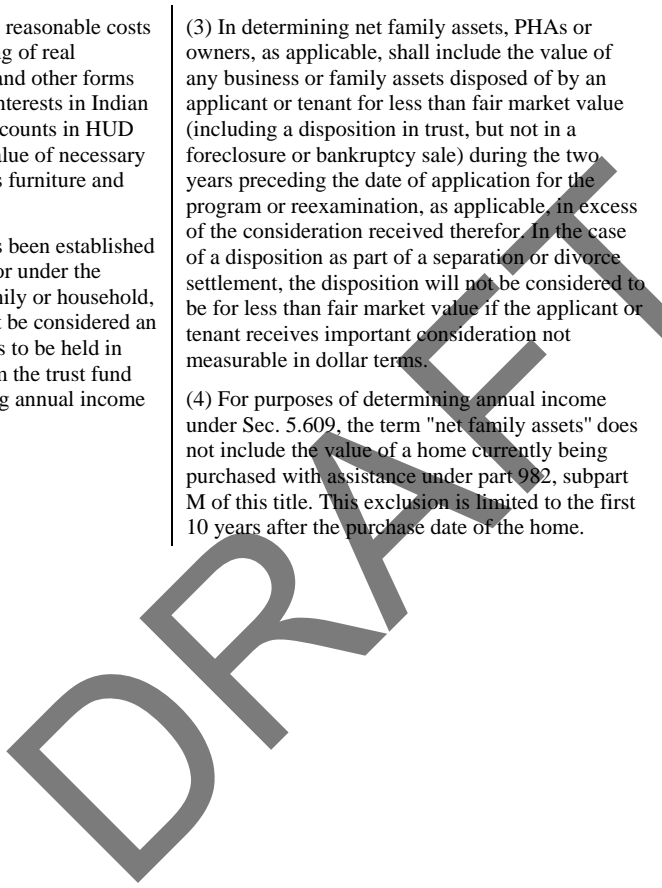 reasonable costs
g of real
and other forms
nterests in Indian
counts in HUD
alue of necessary
s furniture and
s been established
or under the
mily or household,
t be considered an
s to be held in
m the trust fund
g annual income
(3) In determining net family assets, PHAs or
owners, as applicable, shall include the value of
any business or family assets disposed of by an
applicant or tenant for less than fair market value
(including a disposition in trust, but not in a
foreclosure or bankruptcy sale) during the two
years preceding the date of application for the
program or reexamination, as applicable, in excess
of the consideration received therefor. In the case
of a disposition as part of a separation or divorce
settlement, the disposition will not be considered to
be for less than fair market value if the applicant or
tenant receives important consideration not
measurable in dollar terms.
(4) For purposes of determining annual income
under Sec. 5.609, the term "net family assets" does
not include the value of a home currently being
purchased with assistance under part 982, subpart
M of this title. This exclusion is limited to the first
10 years after the purchase date of the home.
DRAFT